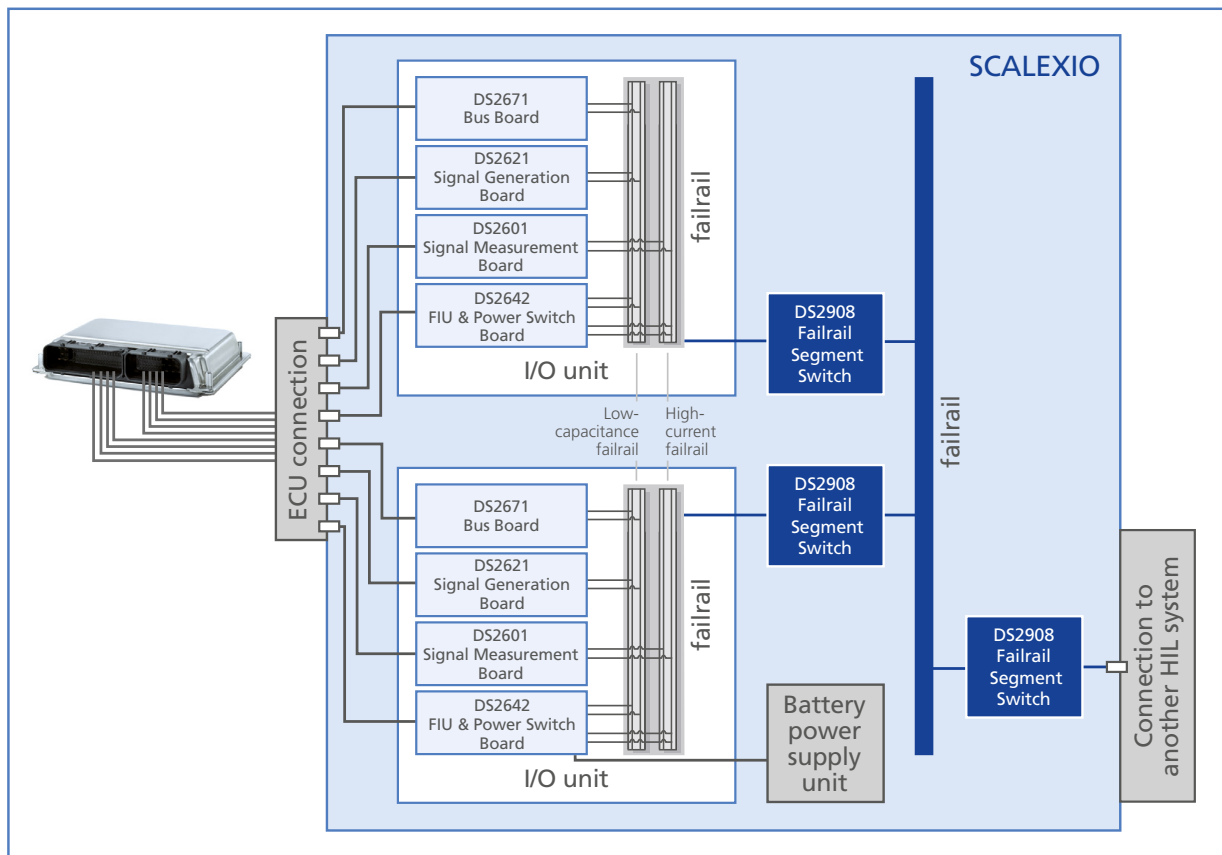 SCALEXIO
DS2671
Bus Board
DS2621
Signal Generation
Board
DS2601
Signal Measurement
Board
DS2642
FIU & Power Switch
Board
failrail
I/O unit
DS2908
Failrail
Segment
Switch
failrail
ECU connection
Low-
capacitance
failrail
High-
current
failrail
DS2671
Bus Board
DS2621
Signal Generation
Board
DS2601
Signal Measurement
Board
DS2642
FIU & Power Switch
Board
failrail
I/O unit
DS2908
Failrail
Segment
Switch
Battery
power
supply
unit
DS2908
Failrail
Segment
Switch
Connection to
another HIL system